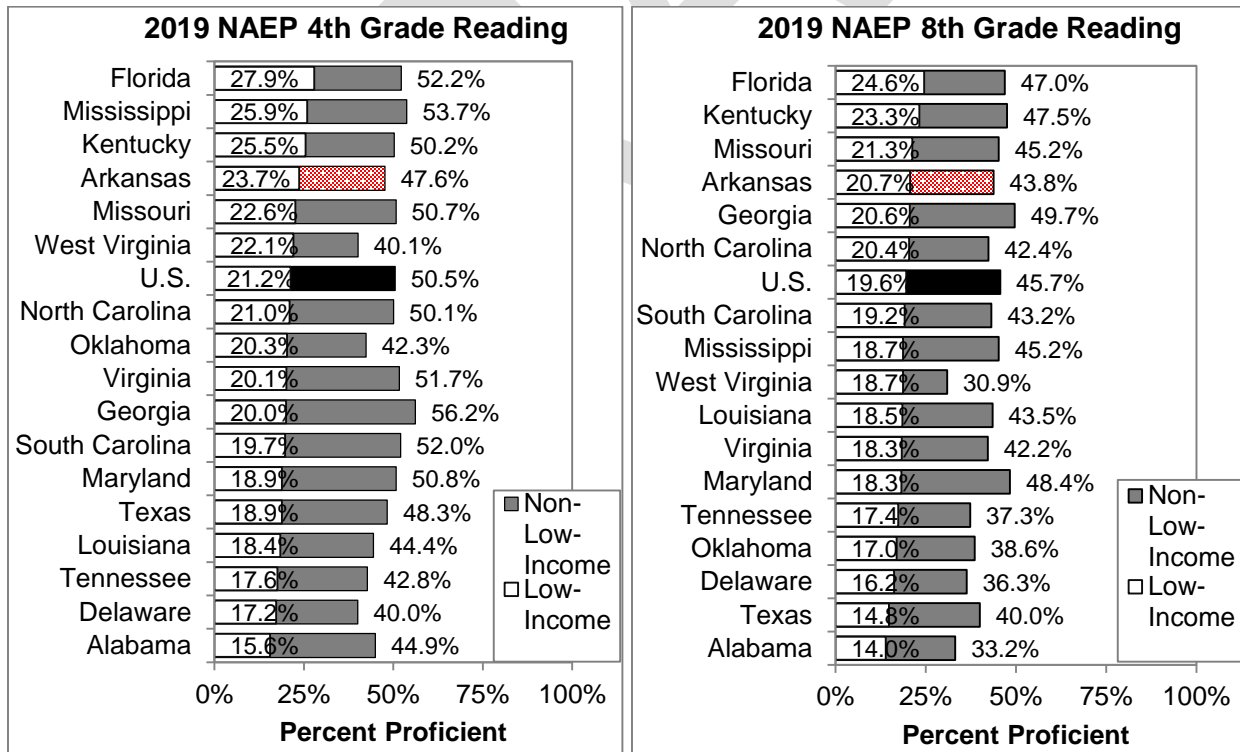 2019 NAEP 4th Grade Reading
Florida 27.9% 52.2%
Mississippi 25.9% 53.7%
Kentucky 25.5% 50.2%
Arkansas 23.7% 47.6%
Missouri 22.6% 50.7%
West Virginia 22.1% 40.1%
U.S. 21.2% 50.5%
North Carolina 21.0% 50.1%
Oklahoma 20.3% 42.3%
Virginia 20.1% 51.7%
Georgia 20.0% 56.2%
South Carolina 19.7% 52.0%
Maryland 18.9% 50.8%
Texas 18.9% 48.3%
Louisiana 18.4% 44.4%
Tennessee 17.6% 42.8%
Delaware 17.2% 40.0%
Alabama 15.6% 44.9%
Non-
Low-
Income
Low-
Income
0% 25% 50% 75% 100%
Percent Proficient
2019 NAEP 8th Grade Reading
Florida 24.6% 47.0%
Kentucky 23.3% 47.5%
Missouri 21.3% 45.2%
Arkansas 20.7% 43.8%
Georgia 20.6% 49.7%
North Carolina 20.4% 42.4%
U.S. 19.6% 45.7%
South Carolina 19.2% 43.2%
Mississippi 18.7% 45.2%
West Virginia 18.7% 30.9%
Louisiana 18.5% 43.5%
Virginia 18.3% 42.2%
Maryland 18.3% 48.4%
Tennessee 17.4% 37.3%
Oklahoma 17.0% 38.6%
Delaware 16.2% 36.3%
Texas 14.8% 40.0%
Alabama 14.0% 33.2%
Non-
Low-
Income
Low-
Income
0% 25% 50% 75% 100%
Percent Proficient